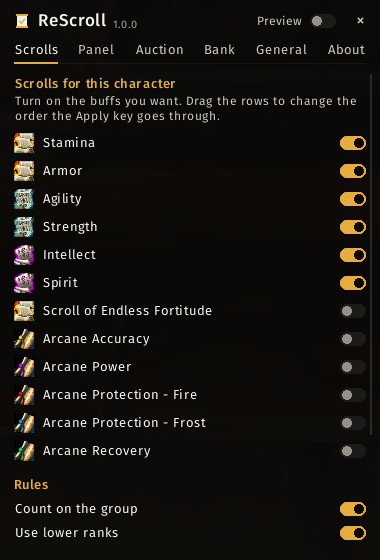 ReScroll 1.0.0 Preview ×
Scrolls Panel Auction Bank General About
Scrolls for this character
Turn on the buffs you want. Drag the rows to change the
order the Apply key goes through.
Stamina
Armor
Agility
Strength
Intellect
Spirit
Scroll of Endless Fortitude
Arcane Accuracy
Arcane Power
Arcane Protection - Fire
Arcane Protection - Frost
Arcane Recovery
Rules
Count on the group
Use lower ranks